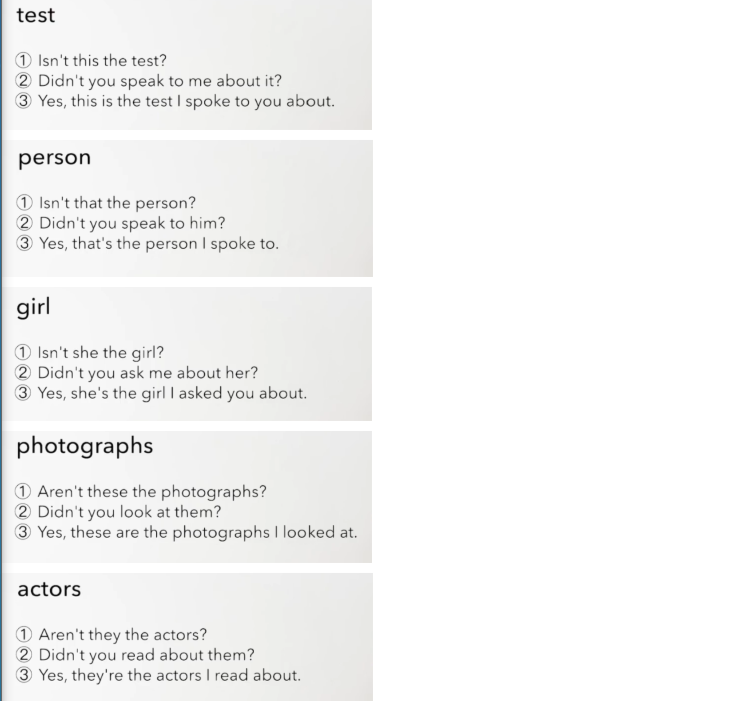 test
① Isn't this the test?
② Didn't you speak to me about it?
③ Yes, this is the test I spoke to you about.
person
① Isn't that the person?
② Didn't you speak to him?
③ Yes, that's the person I spoke to.
girl
① Isn't she the girl?
② Didn't you ask me about her?
③ Yes, she's the girl I asked you about.
photographs
① Aren't these the photographs?
② Didn't you look at them?
③ Yes, these are the photographs I looked at.
actors
① Aren't they the actors?
② Didn't you read about them?
③ Yes, they're the actors I read about.